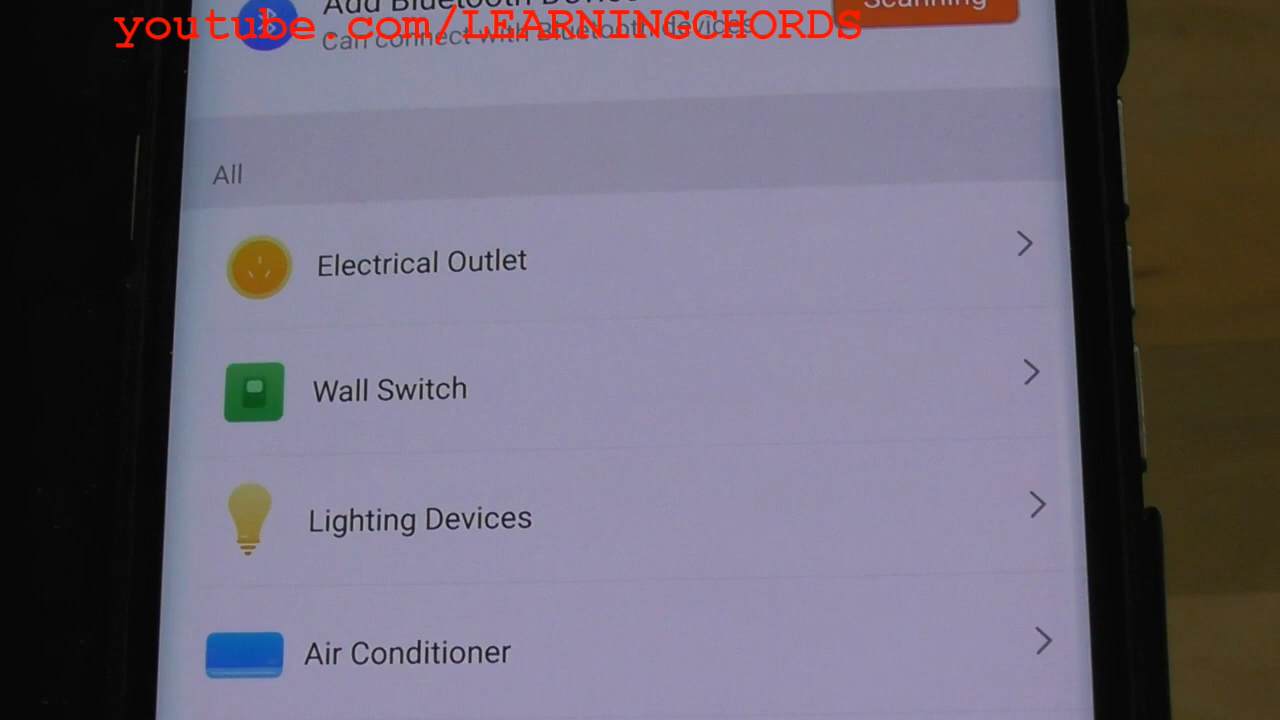 youtube.com/LEARNINGCHORDS
Add Bluetooth Device
Scanning
Can connect with Bluetooth devices
All
Electrical Outlet
Wall Switch
Lighting Devices
Air Conditioner